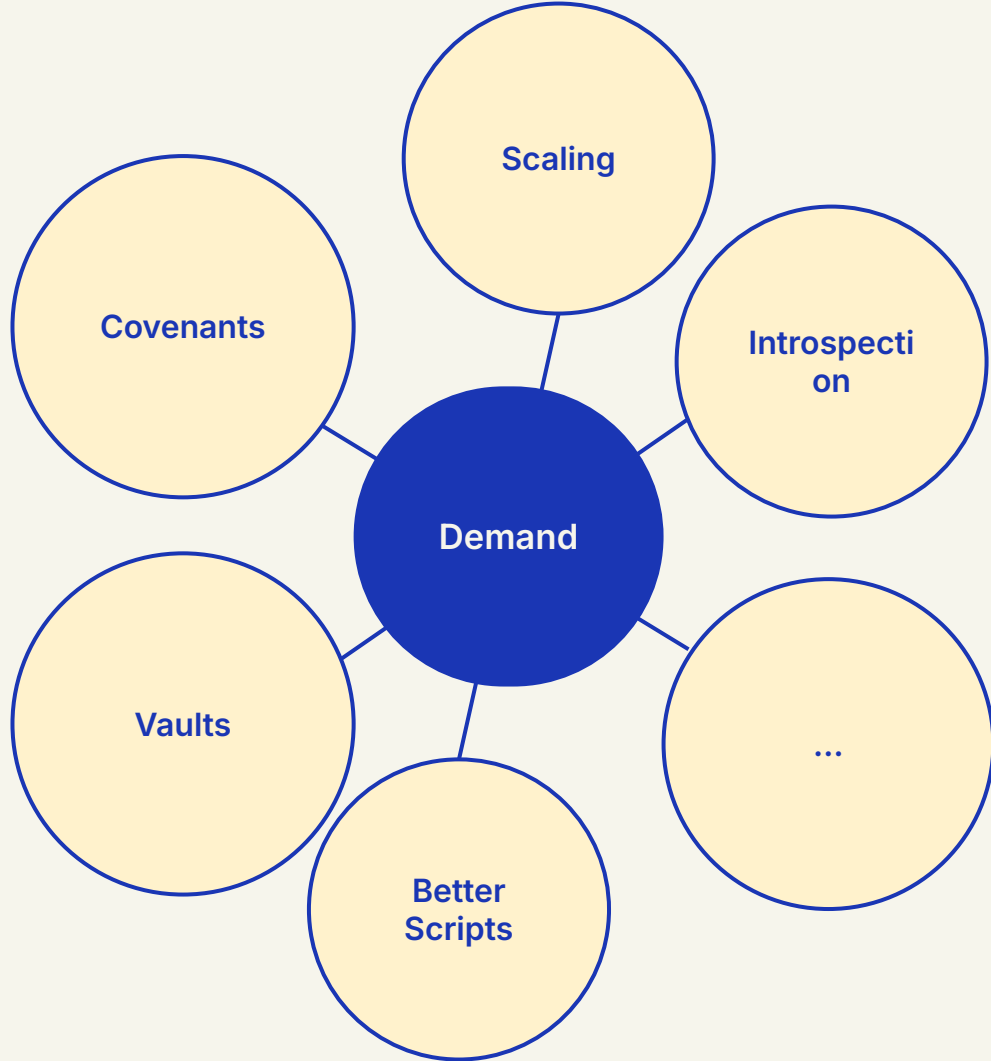 Scaling
Covenants
Introspecti
on
Demand
Vaults
...
Better
Scripts